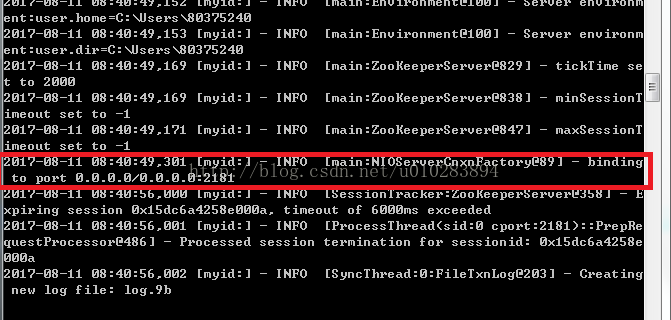 2017-08-11 08:40:49,152 [myid:] - INFO  [main:Environment@100] - Server environm
ent:user.home=C:\Users\80375240
2017-08-11 08:40:49,153 [myid:] - INFO  [main:Environment@100] - Server environm
ent:user.dir=C:\Users\80375240
2017-08-11 08:40:49,169 [myid:] - INFO  [main:ZooKeeperServer@829] - tickTime se
t to 2000
2017-08-11 08:40:49,169 [myid:] - INFO  [main:ZooKeeperServer@838] - minSessionT
imeout set to -1
2017-08-11 08:40:49,171 [myid:] - INFO  [main:ZooKeeperServer@847] - maxSessionT
imeout set to -1
2017-08-11 08:40:49,301 [myid:] - INFO  [main:NIOServerCnxnFactory@89] - binding
to port 0.0.0.0/0.0.0.0:2181
http://blog.csdn.net/u010283894
2017-08-11 08:40:56,000 [myid:] - INFO  [SessionTracker:ZooKeeperServer@358] - E
xpiring session 0x15dc6a4258e000a, timeout of 6000ms exceeded
2017-08-11 08:40:56,001 [myid:] - INFO  [ProcessThread(sid:0 cport:2181)::PrepRe
questProcessor@486] - Processed session termination for sessionid: 0x15dc6a4258e
000a
2017-08-11 08:40:56,002 [myid:] - INFO  [SyncThread:0:FileTxnLog@203] - Creating
 new log file: log.9b